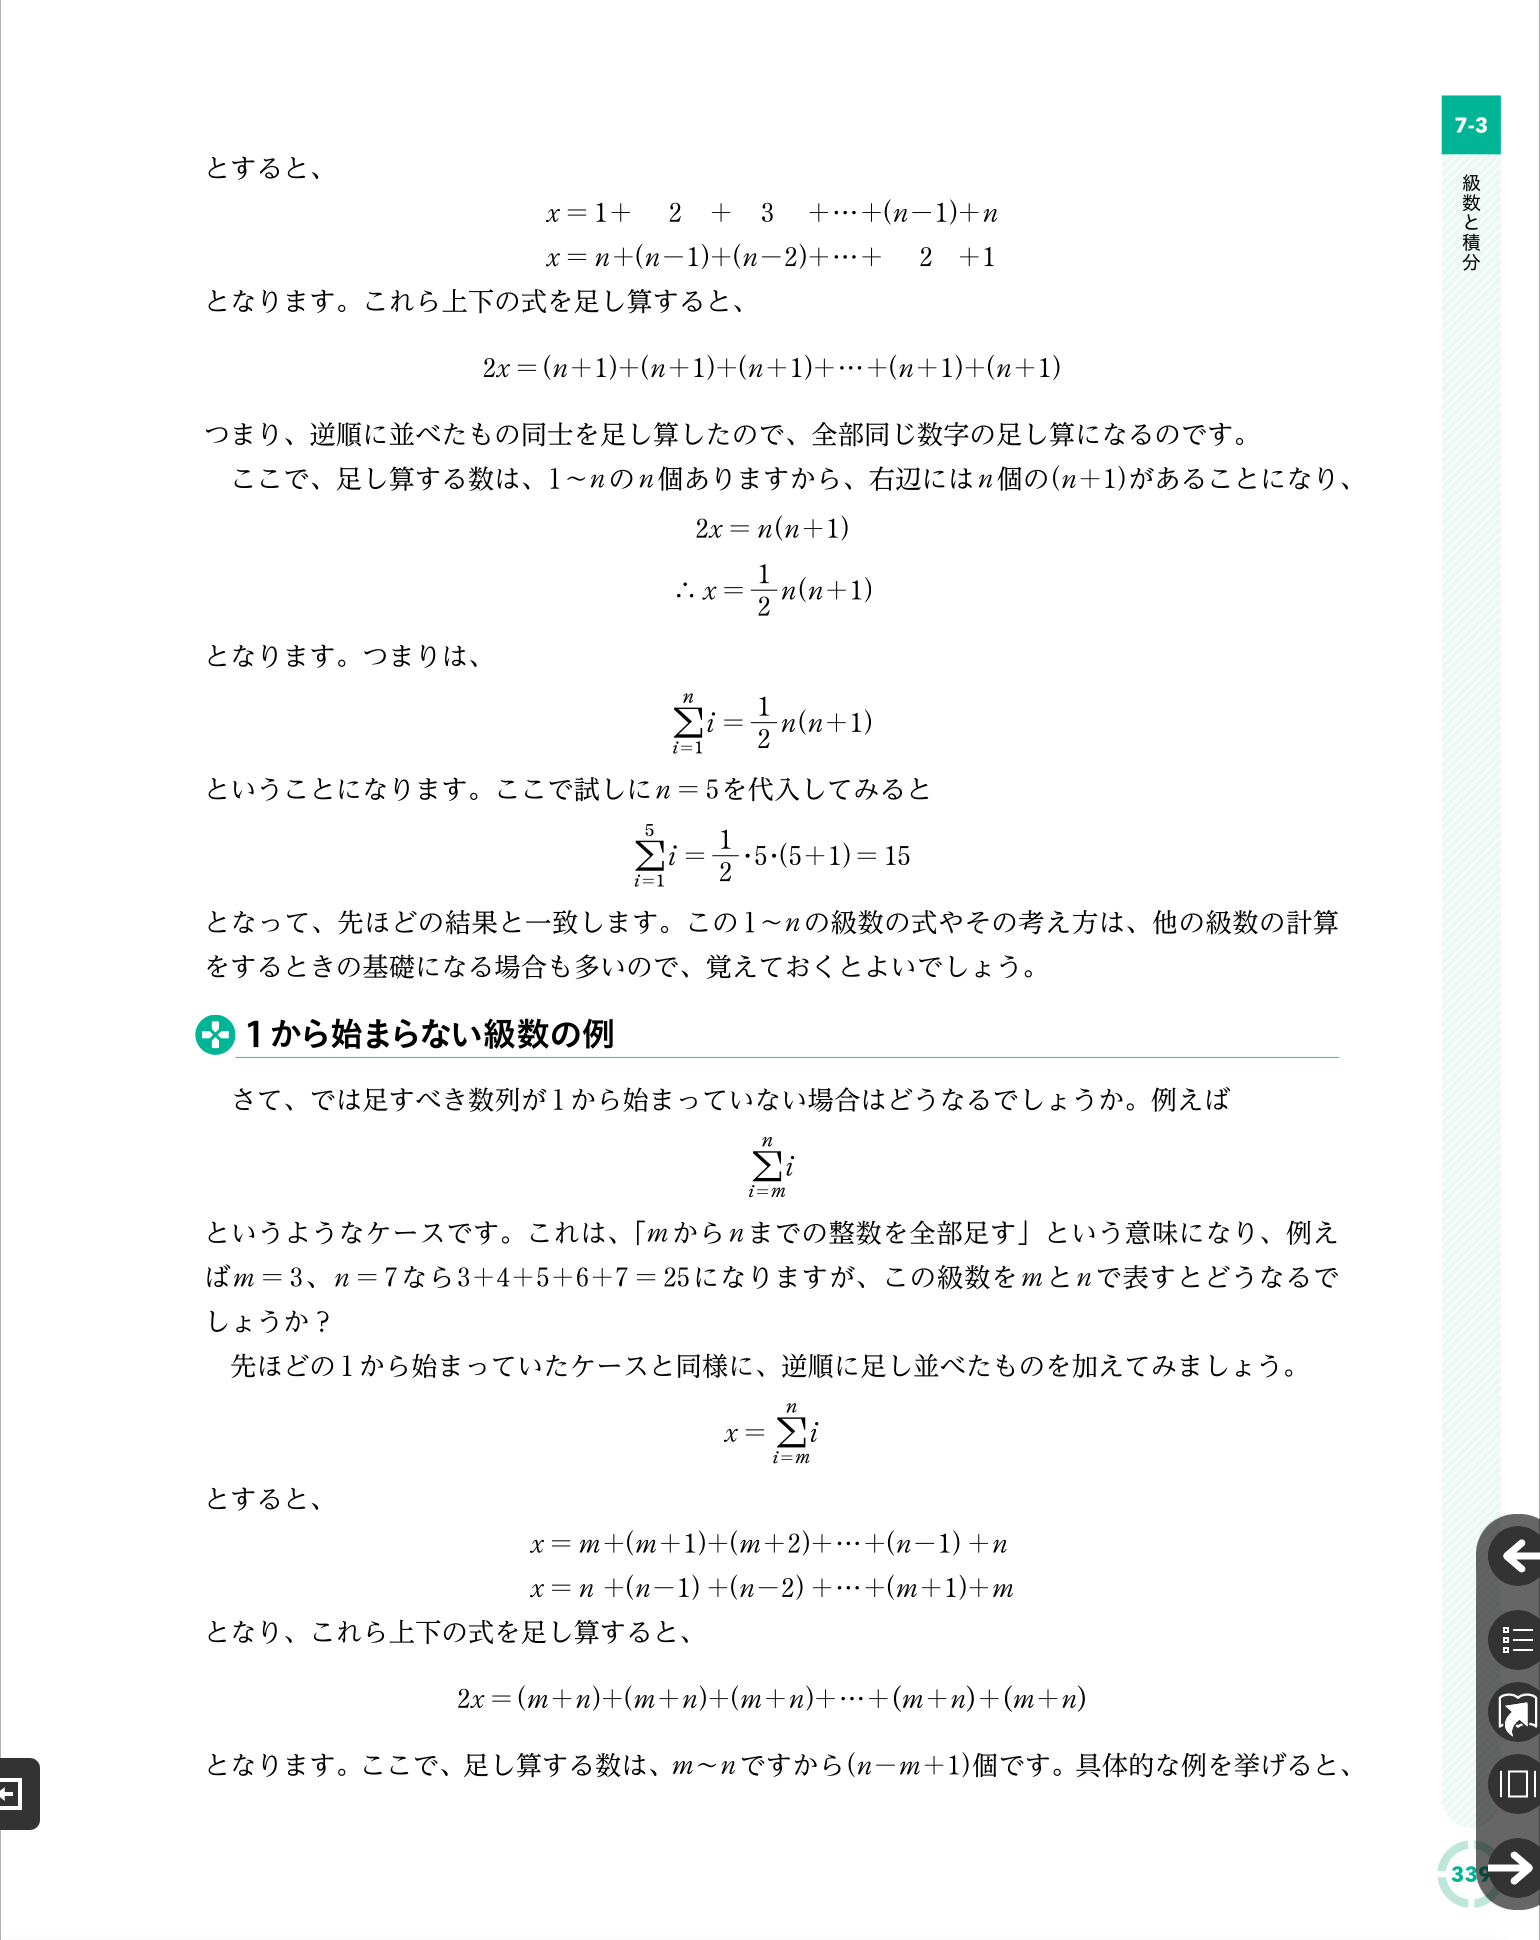 7-3
級数と積分
とすると、
x＝1＋　2　＋　3　＋⋯＋(n－1)＋n
x＝n＋(n－1)＋(n－2)＋⋯＋　2　＋1
となります。これら上下の式を足し算すると、
2x＝(n＋1)＋(n＋1)＋(n＋1)＋⋯＋(n＋1)＋(n＋1)
つまり、逆順に並べたもの同士を足し算したので、全部同じ数字の足し算になるのです。
　ここで、足し算する数は、1～nのn個ありますから、右辺にはn個の(n＋1)があることになり、
2x＝n(n＋1)
∴ x＝1/2 n(n＋1)
となります。つまりは、
∑_{i=1}^{n} i＝1/2 n(n＋1)
ということになります。ここで試しにn＝5を代入してみると
∑_{i=1}^{5} i＝1/2・5・(5＋1)＝15
となって、先ほどの結果と一致します。この1～nの級数の式やその考え方は、他の級数の計算
をするときの基礎になる場合も多いので、覚えておくとよいでしょう。
1から始まらない級数の例
　さて、では足すべき数列が1から始まっていない場合はどうなるでしょうか。例えば
∑_{i=m}^{n} i
というようなケースです。これは、「mからnまでの整数を全部足す」という意味になり、例え
ばm＝3、n＝7なら3＋4＋5＋6＋7＝25になりますが、この級数をmとnで表すとどうなるで
しょうか？
　先ほどの1から始まっていたケースと同様に、逆順に足し並べたものを加えてみましょう。
x＝∑_{i=m}^{n} i
とすると、
x＝m＋(m＋1)＋(m＋2)＋⋯＋(n－1)＋n
x＝n＋(n－1)＋(n－2)＋⋯＋(m＋1)＋m
となり、これら上下の式を足し算すると、
2x＝(m＋n)＋(m＋n)＋(m＋n)＋⋯＋(m＋n)＋(m＋n)
となります。ここで、足し算する数は、m～nですから(n－m＋1)個です。具体的な例を挙げると、
339